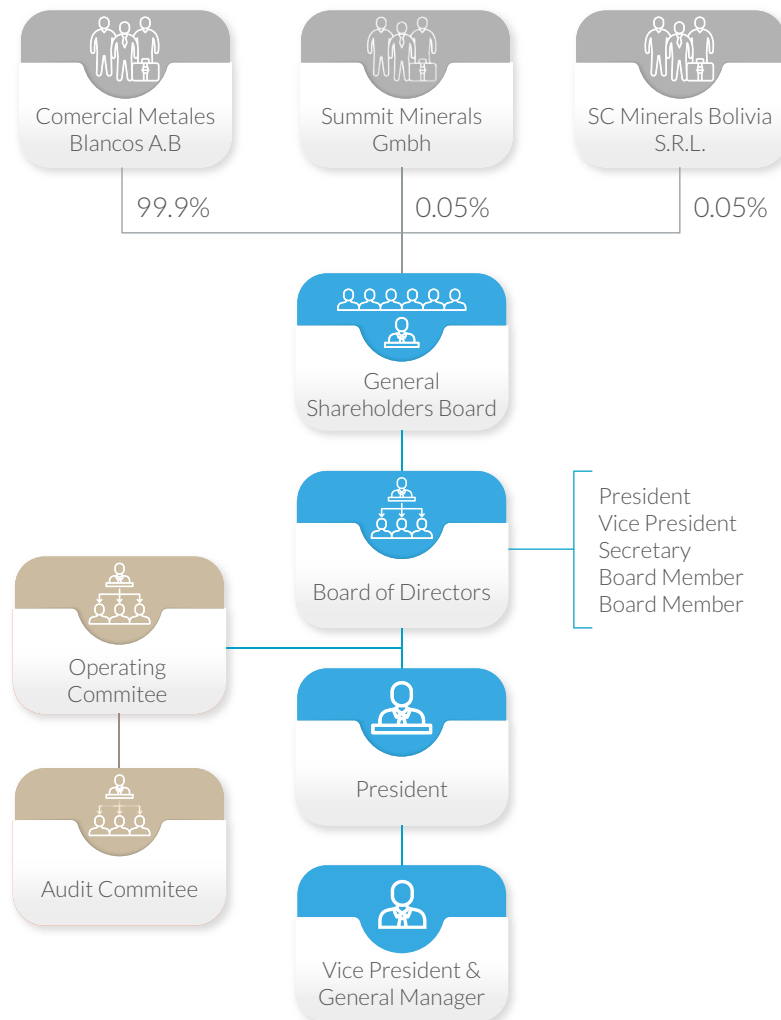 Comercial Metales
Blancos A.B
Summit Minerals
Gmbh
SC Minerals Bolivia
S.R.L.
99.9%
0.05%
0.05%
General
Shareholders Board
Board of Directors
President
Vice President
Secretary
Board Member
Board Member
Operating
Commitee
President
Audit Commitee
Vice President &
General Manager